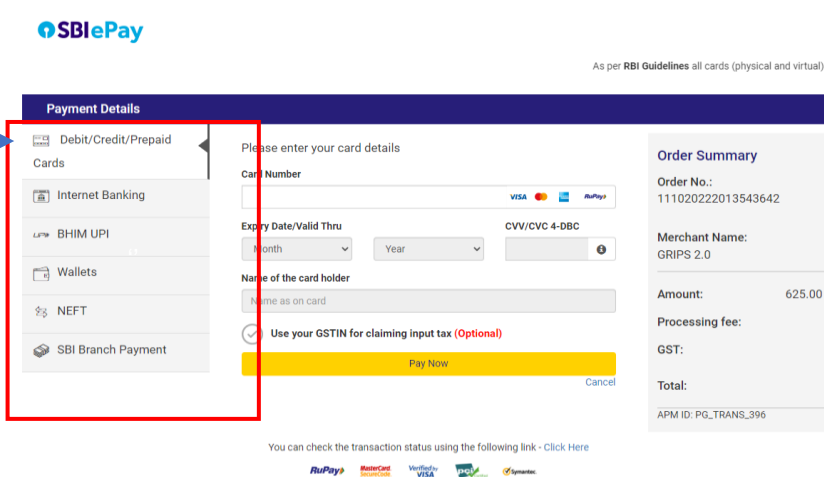 SBI ePay
As per RBI Guidelines all cards (physical and virtual)
Payment Details
Debit/Credit/Prepaid
Cards
Internet Banking
BHIM UPI
Wallets
NEFT
SBI Branch Payment
Please enter your card details
Card Number
VISA RuPay
Expiry Date/Valid Thru
CVV/CVC 4-DBC
Month
Year
Name of the card holder
Name as on card
Use your GSTIN for claiming input tax (Optional)
Pay Now
Cancel
Order Summary
Order No.:
111020222013543642
Merchant Name:
GRIPS 2.0
Amount: 625.00
Processing fee:
GST:
Total:
APM ID: PG_TRANS_396
You can check the transaction status using the following link - Click Here
RuPay
MasterCard.
SecureCode.
Verified by
VISA
pci
Symantec.